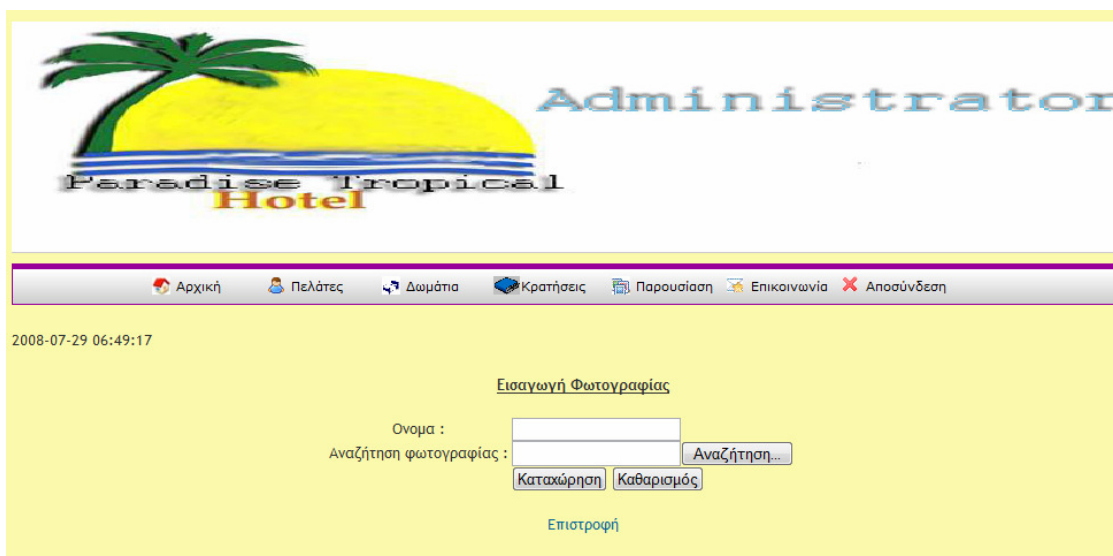 Administrator
Paradise Tropical
Hotel
Αρχική Πελάτες Δωμάτια Κρατήσεις Παρουσίαση Επικοινωνία Αποσύνδεση
2008-07-29 06:49:17
Εισαγωγή Φωτογραφίας
Ονομα :
Αναζήτηση φωτογραφίας : Αναζήτηση...
Καταχώρηση Καθαρισμός
Επιστροφή